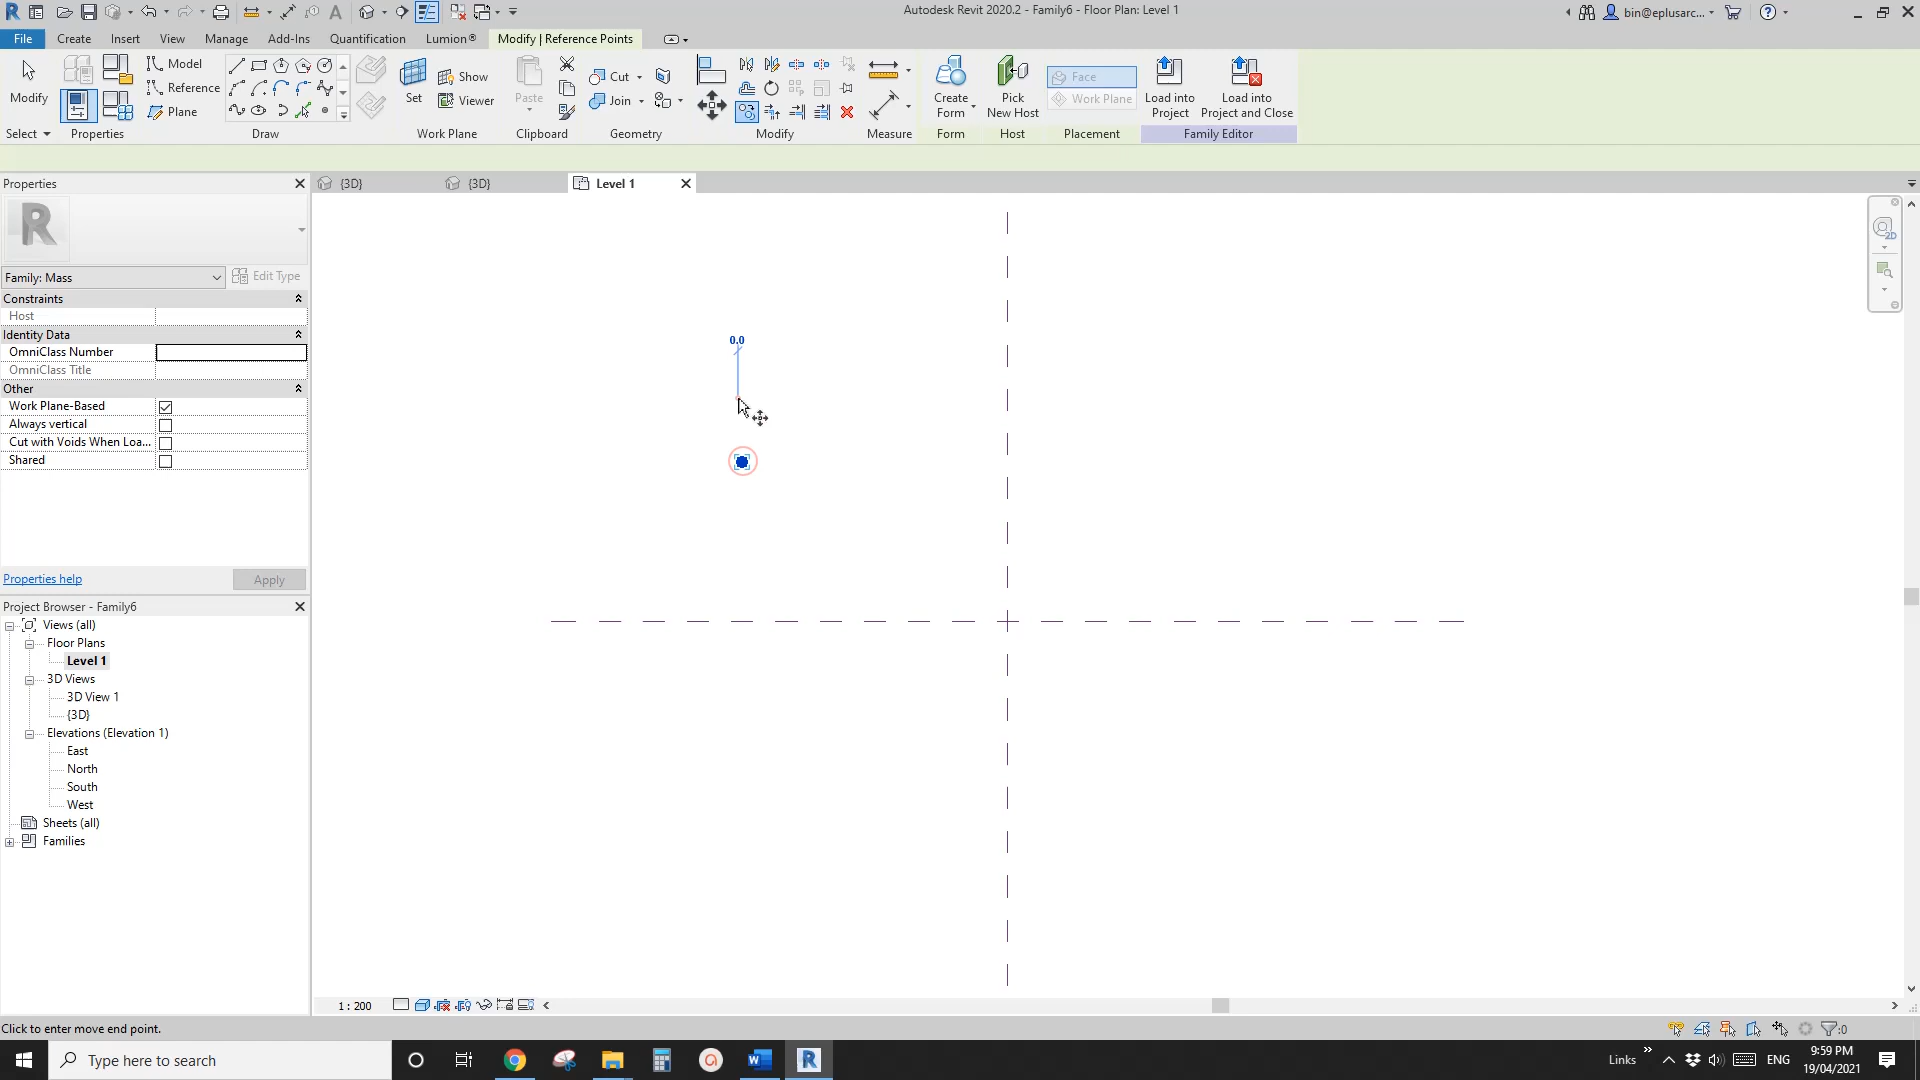 Autodesk Revit 2020.2 - Family6 - Floor Plan: Level 1
bin@eplusarc...
File Create Insert View Manage Add-Ins Quantification Lumion® Modify | Reference Points
Modify
Model
Reference
Plane
Set
Show
Viewer
Paste
Cut
Join
Create Form
Pick New Host
Face
Work Plane
Load into Project
Load into Project and Close
Select Properties Draw Work Plane Clipboard Geometry Modify Measure Form Host Placement Family Editor
Properties
{3D} {3D} Level 1
Family: Mass
Edit Type
Constraints
Host
Identity Data
OmniClass Number
OmniClass Title
Other
Work Plane-Based
Always vertical
Cut with Voids When Loa...
Shared
Properties help
Apply
0.0
2D
Project Browser - Family6
Views (all)
Floor Plans
Level 1
3D Views
3D View 1
{3D}
Elevations (Elevation 1)
East
North
South
West
Sheets (all)
Families
1 : 200
Click to enter move end point.
:0
Type here to search
Links
ENG
9:59 PM
19/04/2021